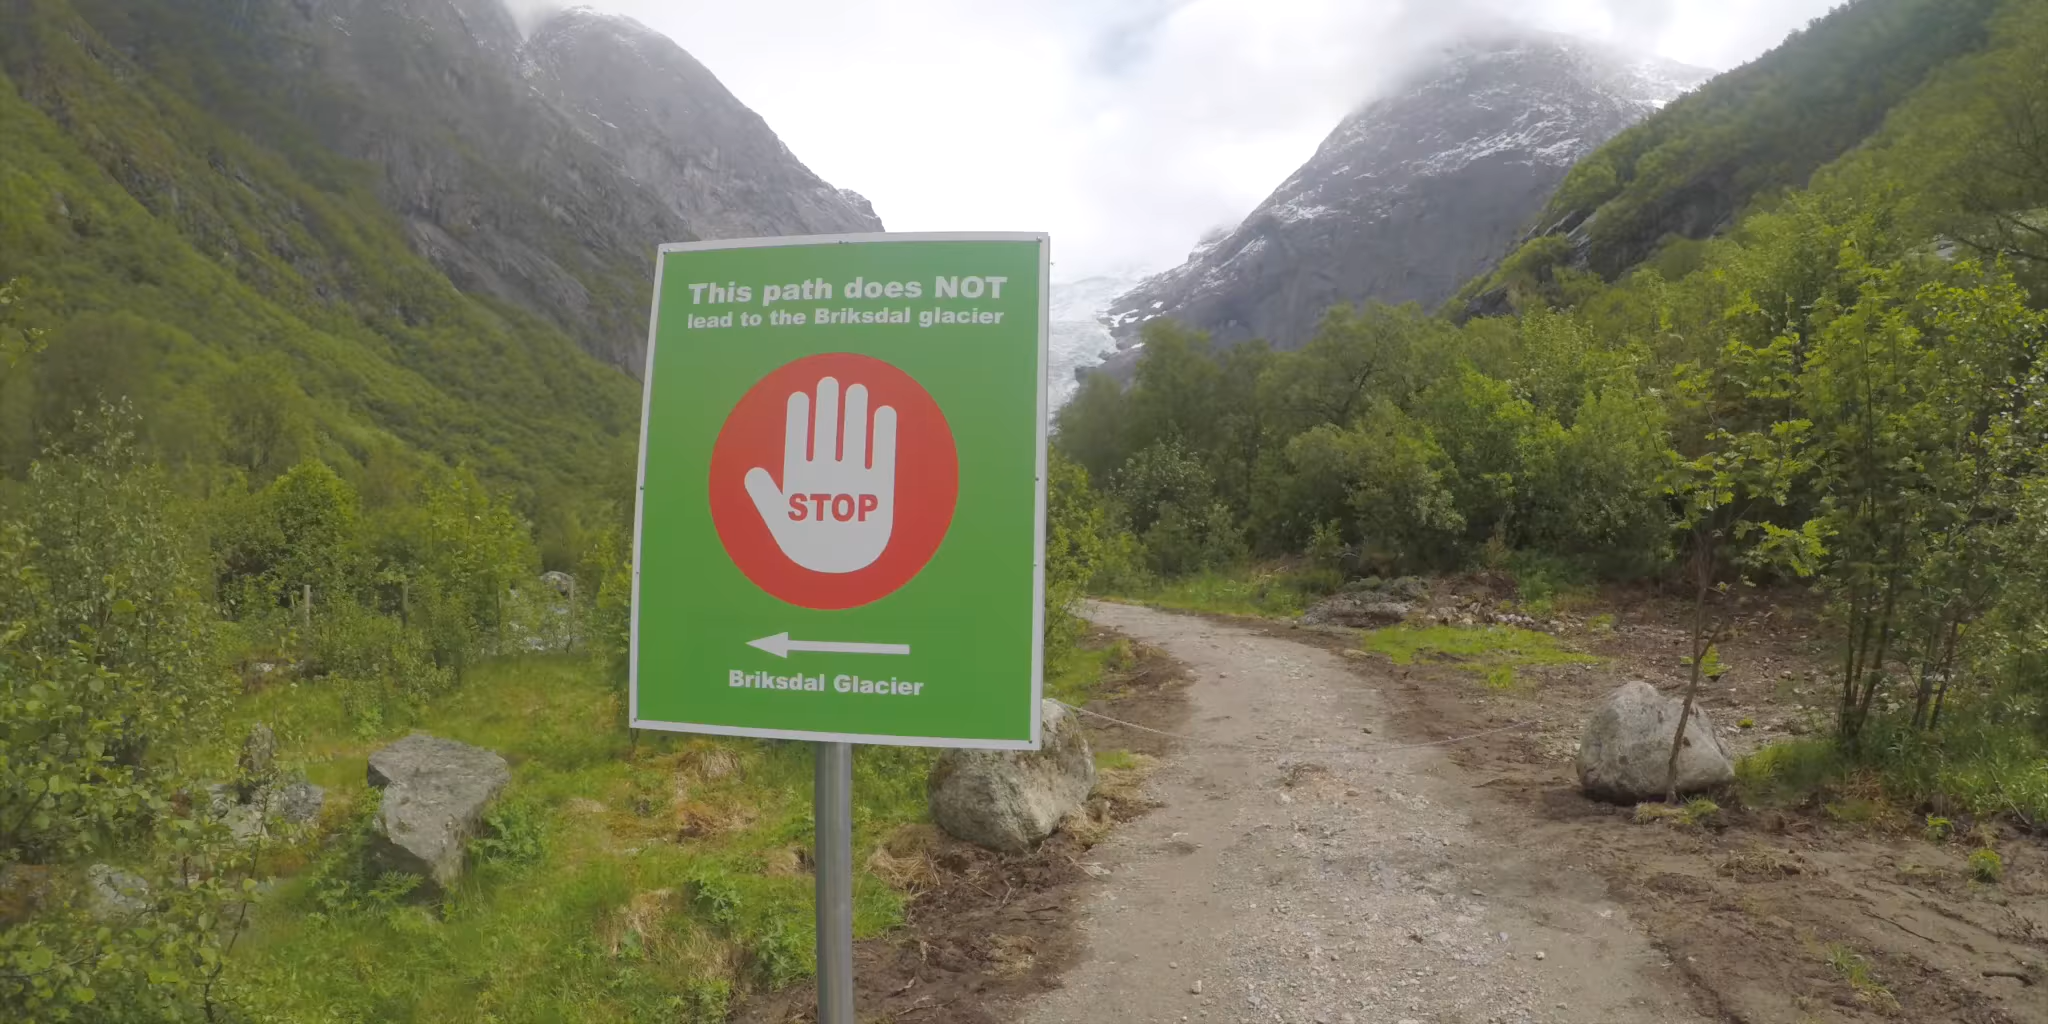 This path does NOT
lead to the Briksdal glacier
STOP
Briksdal Glacier